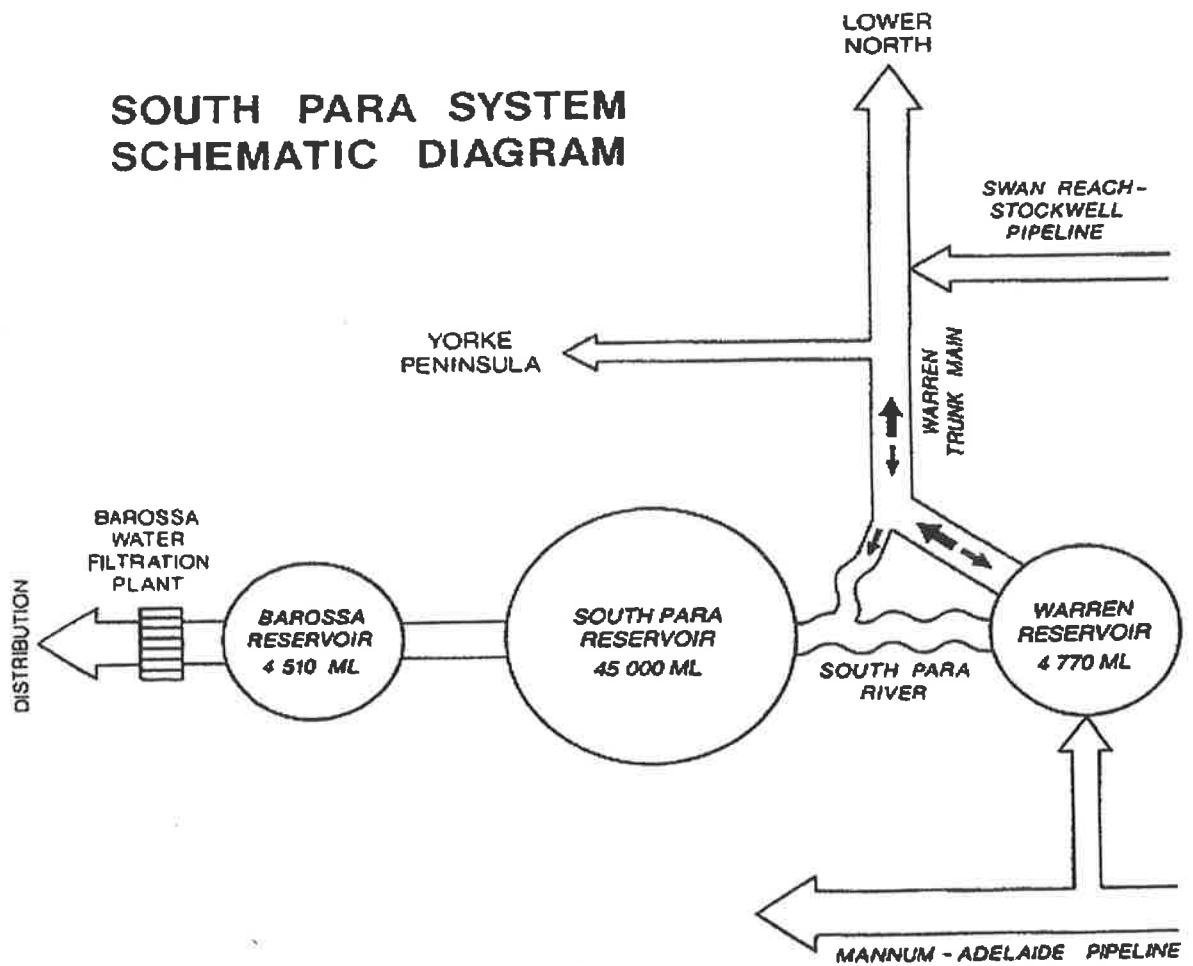 LOWER
NORTH
SOUTH PARA SYSTEM
SCHEMATIC DIAGRAM
SWAN REACH-
STOCKWELL
PIPELINE
YORKE
PENINSULA
WARREN
TRUNK MAIN
BAROSSA
WATER
FILTRATION
PLANT
DISTRIBUTION
BAROSSA
RESERVOIR
4 510 ML
SOUTH PARA
RESERVOIR
45 000 ML
SOUTH PARA
RIVER
WARREN
RESERVOIR
4 770 ML
MANNUM - ADELAIDE PIPELINE